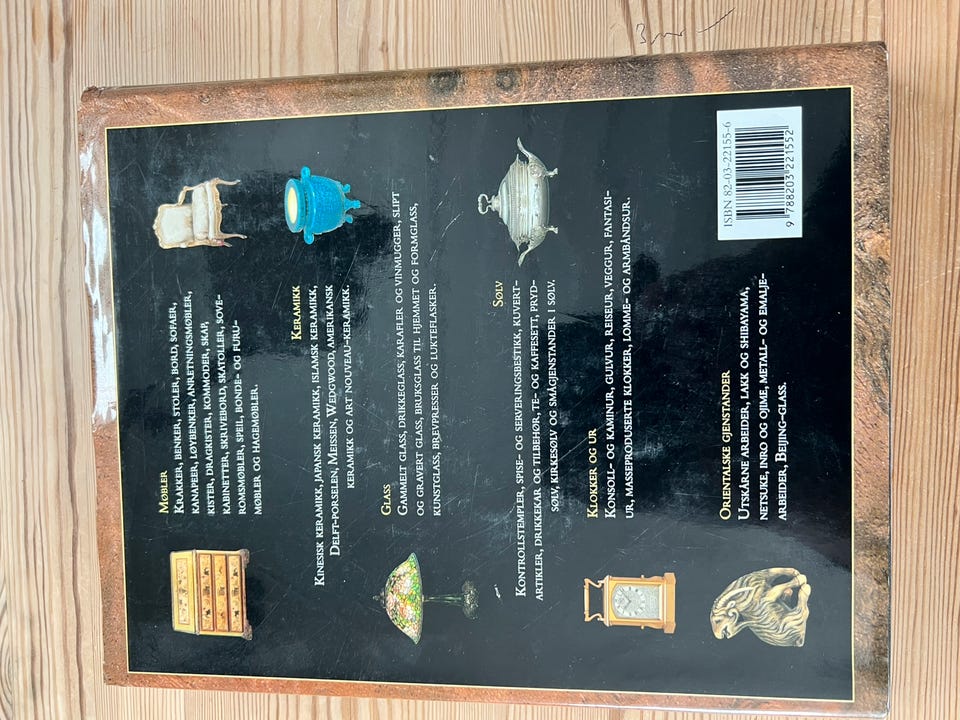 MØBLER
KRAKKER, BENKER, STOLER, BORD, SOFAER,
KANAPEER, LØYBENKER, ANRETNINGSMØBLER,
KISTER, DRAGKISTER, KOMMODER, SKAP,
KABINETTER, SKRIVEBORD, SKATOLLER, SOVE-
ROMSMØBLER, SPEIL, BONDE- OG FURU-
MØBLER OG HAGEMØBLER.
KERAMIKK
KINESISK KERAMIKK, JAPANSK KERAMIKK, ISLAMSK KERAMIKK,
DELFT-PORSELEN, MEISSEN, WEDGWOOD, AMERIKANSK
KERAMIKK OG ART NOUVEAU-KERAMIKK.
GLASS
GAMMELT GLASS, DRIKKEGLASS, KARAFLER OG VINMUGGER, SLIPT
OG GRAVERT GLASS, BRUKSGLASS TIL HJEMMET OG FORMGLASS,
KUNSTGLASS, BREVPRESSER OG LUKTEFLASKER.
SØLV
KONTROLLSTEMPLER, SPISE- OG SERVERINGSBESTIKK, KUVERT-
ARTIKLER, DRIKKEKAR OG TILBEHØR, TE- OG KAFFESETT, PRYD-
SØLV, KIRKESØLV OG SMÅGJENSTANDER I SØLV.
KLOKKER OG UR
KONSOLL- OG KAMINUR, GULVUR, REISEUR, VEGGUR, FANTASI-
UR, MASSEPRODUSERTE KLOKKER, LOMME- OG ARMBÅNDSUR.
ORIENTALSKE GJENSTANDER
UTSKÅRNE ARBEIDER, LAKK OG SHIBAYAMA,
NETSUKE, INRO OG OJIME, METALL- OG EMALJE-
ARBEIDER, BEIJING-GLASS.
ISBN 82-03-22155-6
9 788203 221552